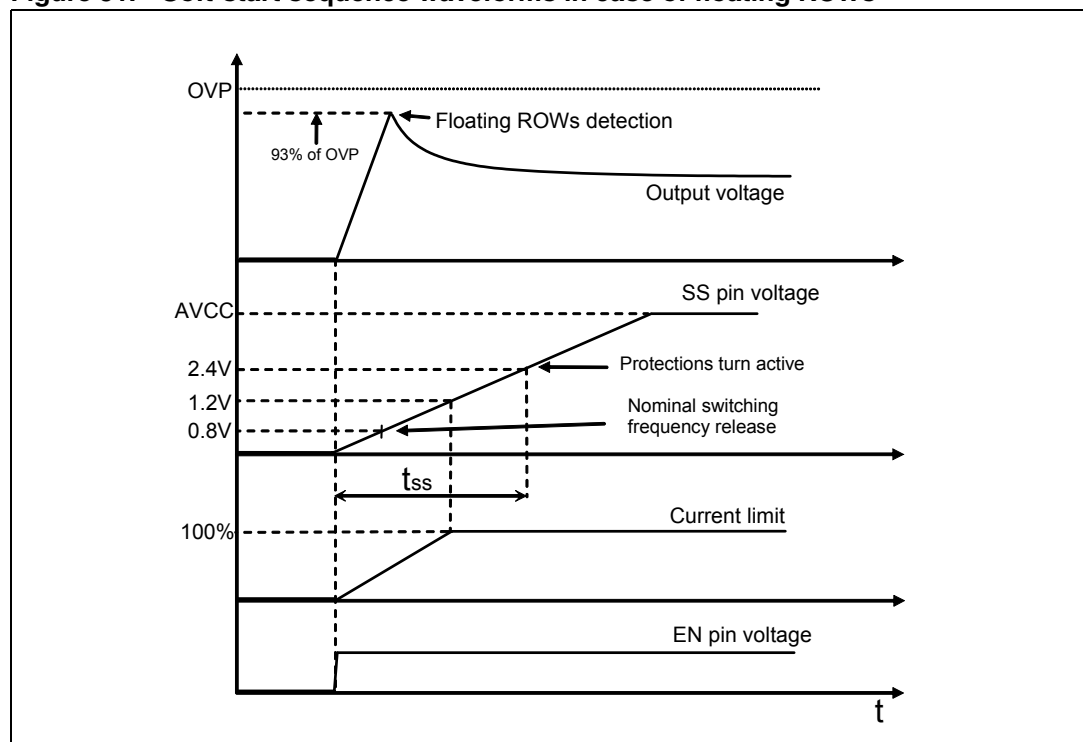 OVP
Floating ROWs detection
93% of OVP
Output voltage
SS pin voltage
AVCC
2.4V
Protections turn active
1.2V
Nominal switching
frequency release
0.8V
tss
Current limit
100%
EN pin voltage
t